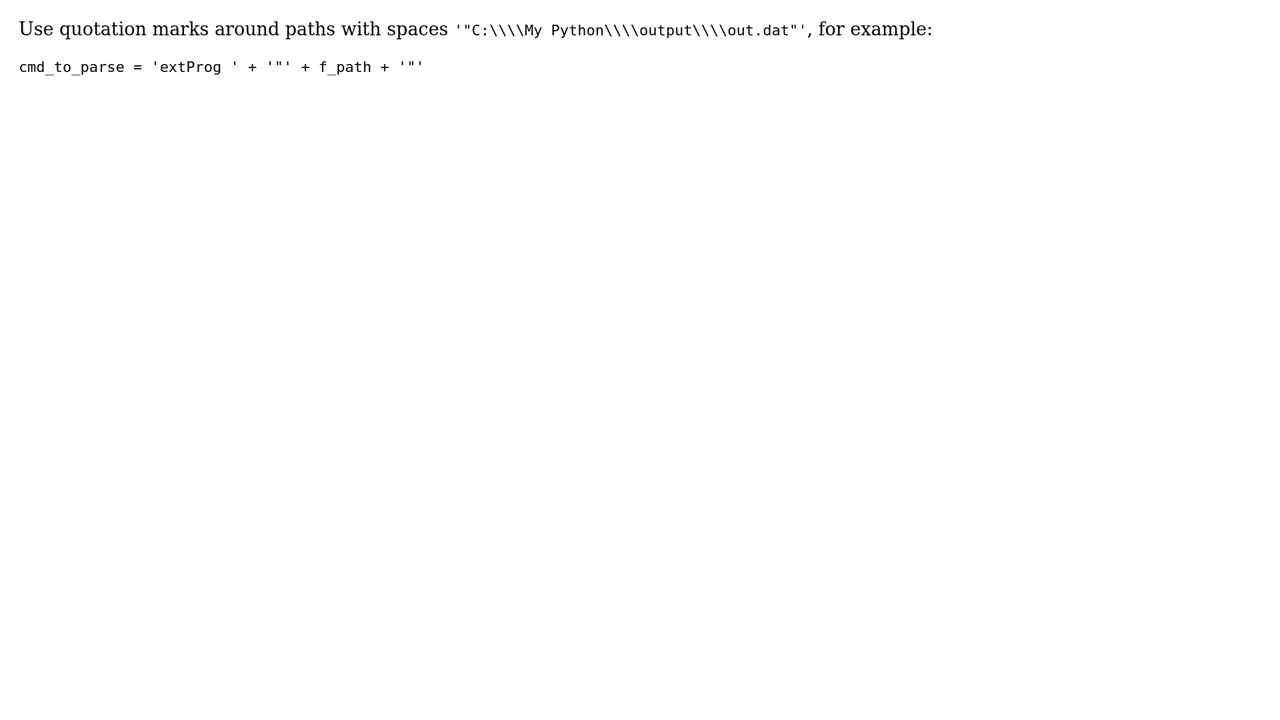 Use quotation marks around paths with spaces '"C:\\\\My Python\\\\output\\\\out.dat"', for example:
cmd_to_parse = 'extProg ' + '"' + f_path + '"'